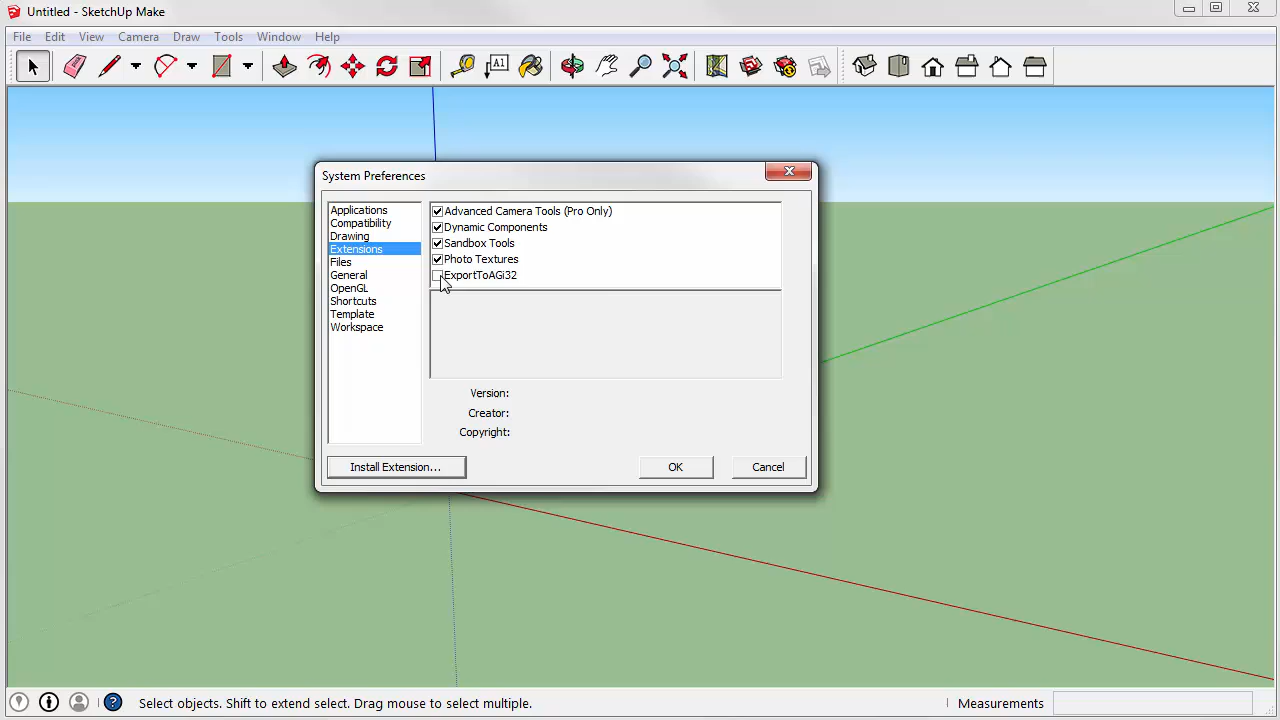 Untitled - SketchUp Make
File Edit View Camera Draw Tools Window Help
A1
System Preferences
Applications
Compatibility
Drawing
Extensions
Files
General
OpenGL
Shortcuts
Template
Workspace
Advanced Camera Tools (Pro Only)
Dynamic Components
Sandbox Tools
Photo Textures
ExportToAGi32
Version:
Creator:
Copyright:
Install Extension...
OK
Cancel
Select objects. Shift to extend select. Drag mouse to select multiple.
Measurements